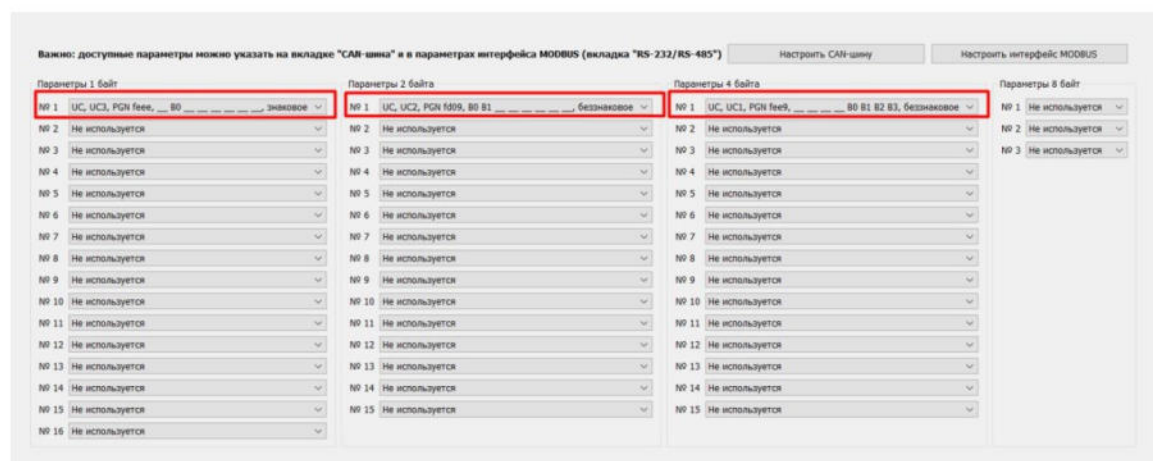 Важно: доступные параметры можно указать на вкладке "CAN-шина" и в параметрах интерфейса MODBUS (вкладка "RS-232/RS-485") Настроить CAN-шину Настроить интерфейс MODBUS
Параметры 1 байт Параметры 2 байта Параметры 4 байта Параметры 8 байт
№ 1 UC, UC3, PGN feee, __ B0 __ __ __ __ __ __, знаковое № 1 UC, UC2, PGN fd09, B0 B1 __ __ __ __ __ __, беззнаковое № 1 UC, UC1, PGN fee9, __ __ __ __ B0 B1 B2 B3, беззнаковое № 1 Не используется
№ 2 Не используется № 2 Не используется № 2 Не используется № 2 Не используется
№ 3 Не используется № 3 Не используется № 3 Не используется № 3 Не используется
№ 4 Не используется № 4 Не используется № 4 Не используется
№ 5 Не используется № 5 Не используется № 5 Не используется
№ 6 Не используется № 6 Не используется № 6 Не используется
№ 7 Не используется № 7 Не используется № 7 Не используется
№ 8 Не используется № 8 Не используется № 8 Не используется
№ 9 Не используется № 9 Не используется № 9 Не используется
№ 10 Не используется № 10 Не используется № 10 Не используется
№ 11 Не используется № 11 Не используется № 11 Не используется
№ 12 Не используется № 12 Не используется № 12 Не используется
№ 13 Не используется № 13 Не используется № 13 Не используется
№ 14 Не используется № 14 Не используется № 14 Не используется
№ 15 Не используется № 15 Не используется № 15 Не используется
№ 16 Не используется